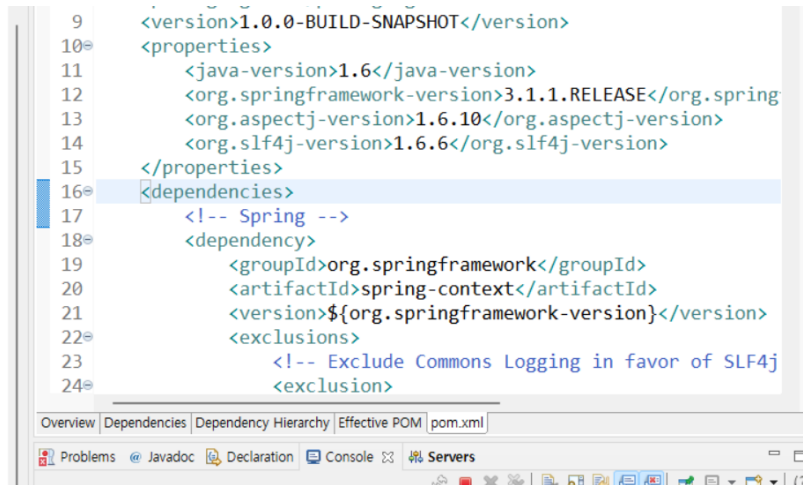 9 <version>1.0.0-BUILD-SNAPSHOT</version>
10 <properties>
11 <java-version>1.6</java-version>
12 <org.springframework-version>3.1.1.RELEASE</org.spring
13 <org.aspectj-version>1.6.10</org.aspectj-version>
14 <org.slf4j-version>1.6.6</org.slf4j-version>
15 </properties>
16 <dependencies>
17 <!-- Spring -->
18 <dependency>
19 <groupId>org.springframework</groupId>
20 <artifactId>spring-context</artifactId>
21 <version>${org.springframework-version}</version>
22 <exclusions>
23 <!-- Exclude Commons Logging in favor of SLF4j
24 <exclusion>
Overview Dependencies Dependency Hierarchy Effective POM pom.xml
Problems @ Javadoc Declaration Console Servers